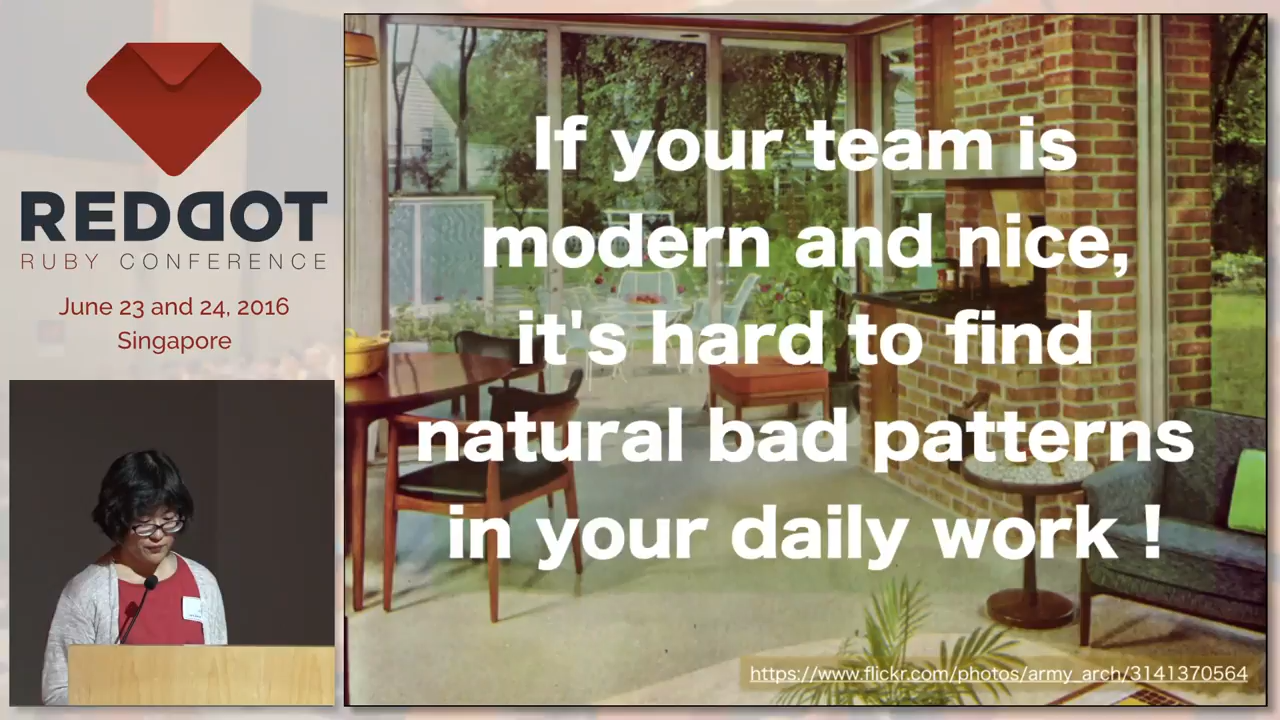 REDDOT
RUBY CONFERENCE
June 23 and 24, 2016
Singapore
If your team is
modern and nice,
it's hard to find
natural bad patterns
in your daily work !
https://www.flickr.com/photos/army_arch/3141370564